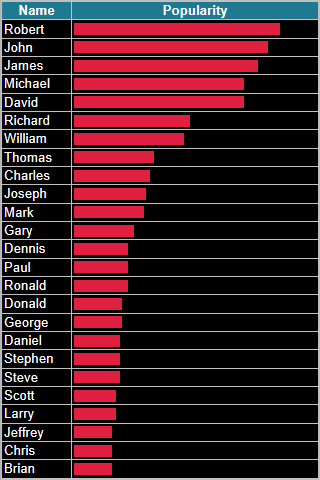 Name Popularity
Robert
John
James
Michael
David
Richard
William
Thomas
Charles
Joseph
Mark
Gary
Dennis
Paul
Ronald
Donald
George
Daniel
Stephen
Steve
Scott
Larry
Jeffrey
Chris
Brian